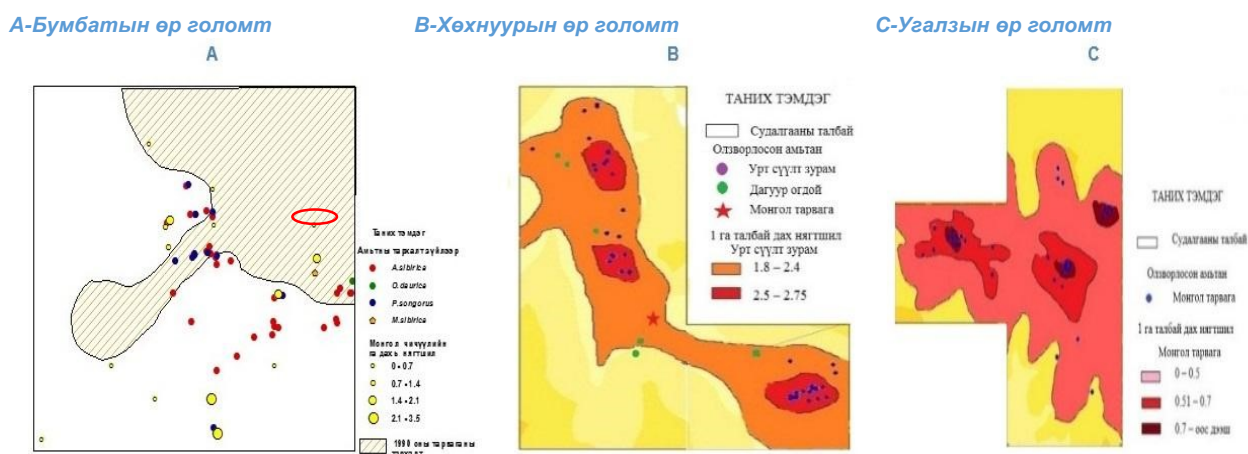 А-Бумбатын өр голомт
В-Хөхнуурын өр голомт
С-Угалзын өр голомт
A
B
C
Таних тэмдэг
Амьтны тархалт зүйлээр
A.sibirica
O.daurica
P.songorus
M.sibirica
Монгол чичүүлийн
га дахь нягтшил
0 - 0.7
0.7 - 1.4
1.4 - 2.1
2.1 - 3.5
1990 оны тарваганы
ТАНИХ ТЭМДЭГ
Судалгааны талбай
Олзворлосон амьтан
Урт сүүлт зурам
Дагуур огдой
Монгол тарвага
1 га талбай дах нягтшил
Урт сүүлт зурам
1.8 – 2.4
2.5 – 2.75
ТАНИХ ТЭМДЭГ
Судалгааны талбай
Олзворлосон амьтан
Монгол тарвага
1 га талбай дах нягтшил
Монгол тарвага
0 – 0.5
0.51 – 0.7
0.7 – оос дээш